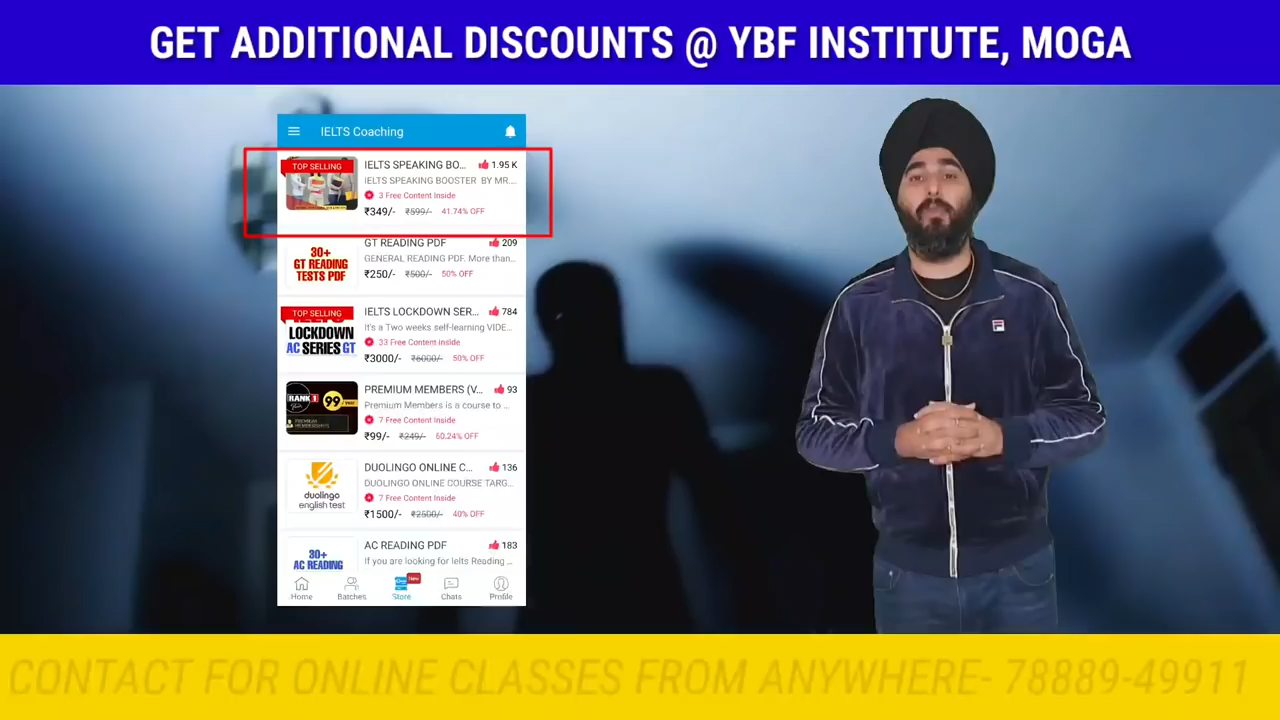 GET ADDITIONAL DISCOUNTS @ YBF INSTITUTE, MOGA
IELTS Coaching
TOP SELLING
IELTS SPEAKING BO... 1.95 K
IELTS SPEAKING BOOSTER BY MR....
3 Free Content Inside
₹349/- ₹599/- 41.74% OFF
30+
GT READING
TESTS PDF
GT READING PDF 209
GENERAL READING PDF. More than...
₹250/- ₹500/- 50% OFF
TOP SELLING
IELTS
LOCKDOWN
AC SERIES GT
IELTS LOCKDOWN SER... 784
It's a Two weeks self-learning VIDE...
33 Free Content Inside
₹3000/- ₹6000/- 50% OFF
RANK 1
99 /year
PREMIUM
PREMIUM MEMBERS (V... 93
Premium Members is a course to ...
7 Free Content Inside
₹99/- ₹249/- 60.24% OFF
duolingo
english test
DUOLINGO ONLINE C... 136
DUOLINGO ONLINE COURSE TARG...
7 Free Content Inside
₹1500/- ₹2500/- 40% OFF
30+
AC READING
AC READING PDF 183
If you are looking for Ielts Reading ...
New
Home Batches Store Chats Profile
CONTACT FOR ONLINE CLASSES FROM ANYWHERE- 78889-49911